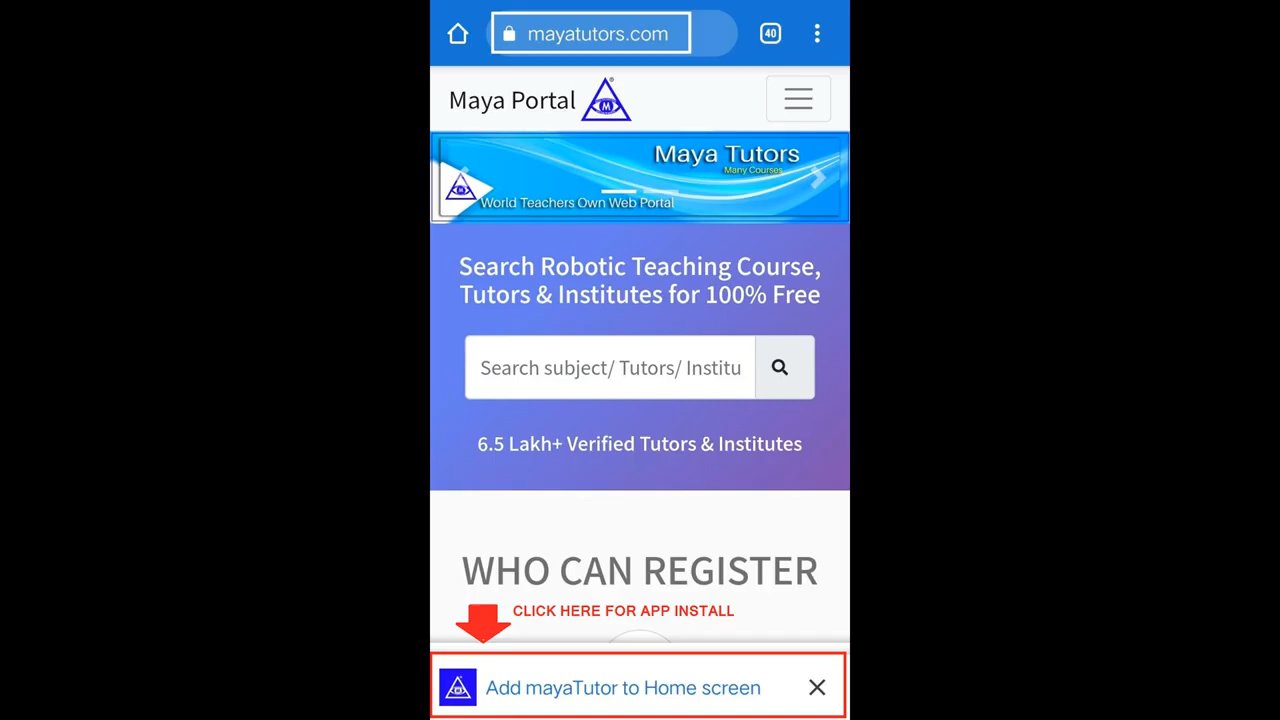 mayatutors.com
40
Maya Portal
M
Maya Tutors
Many Courses
World Teachers Own Web Portal
Search Robotic Teaching Course,
Tutors & Institutes for 100% Free
Search subject/ Tutors/ Institu
6.5 Lakh+ Verified Tutors & Institutes
WHO CAN REGISTER
CLICK HERE FOR APP INSTALL
Add mayaTutor to Home screen